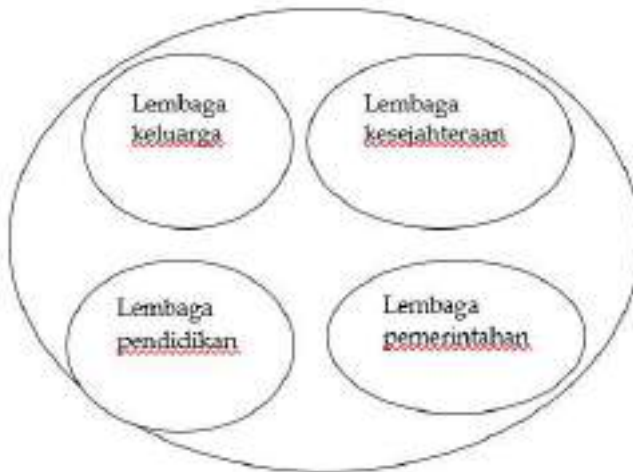 Lembaga
keluarga
Lembaga
kesejahteraan
Lembaga
pendidikan
Lembaga
pemerintahan